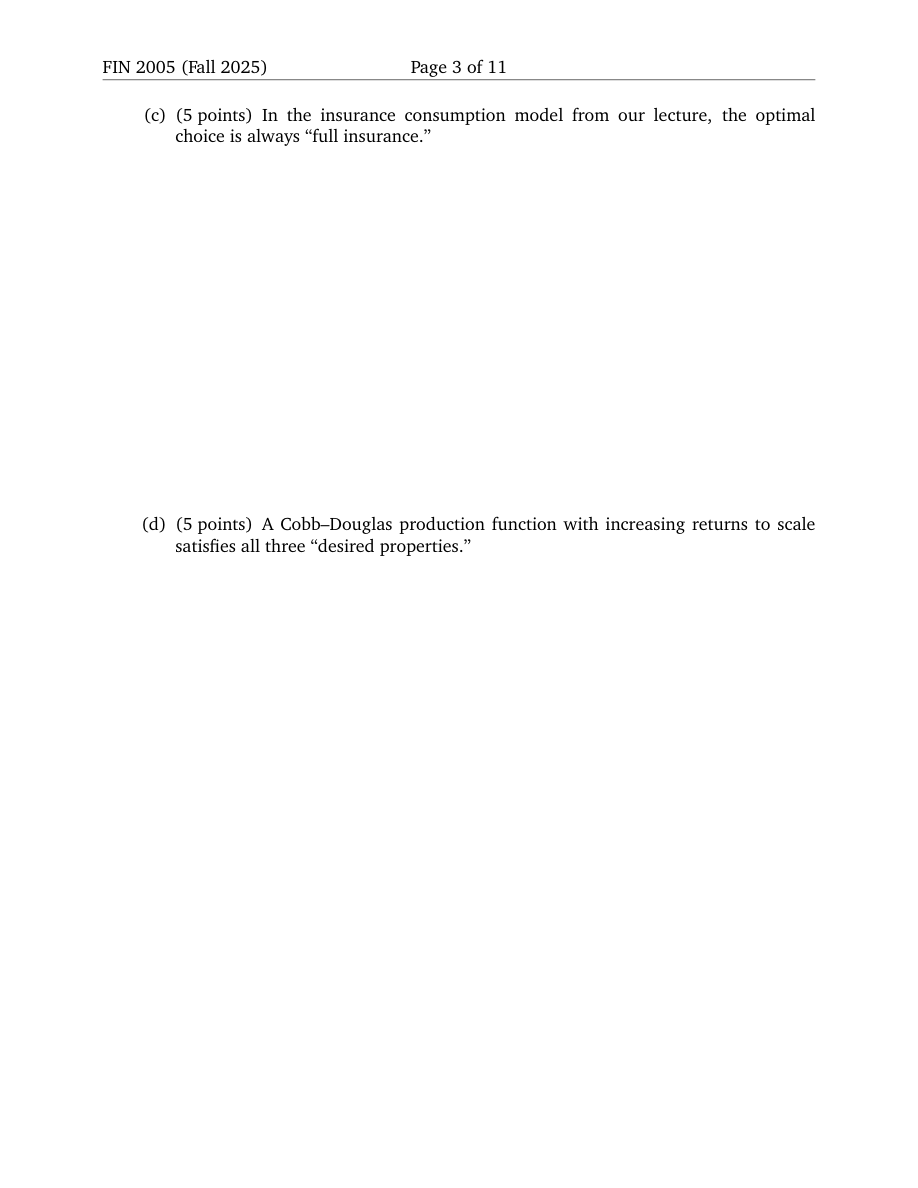 FIN 2005 (Fall 2025) Page 3 of 11
(c) (5 points) In the insurance consumption model from our lecture, the optimal
choice is always “full insurance.”
(d) (5 points) A Cobb–Douglas production function with increasing returns to scale
satisfies all three “desired properties.”